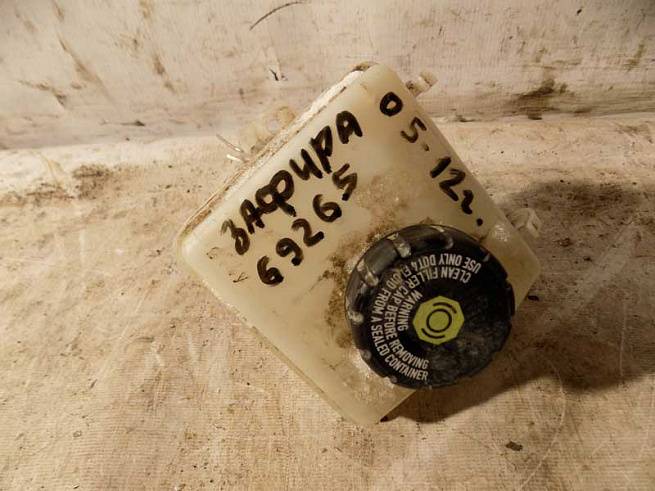 ЗАФИРА
69265
05.12г.
WARNING
CLEAN FILLER CAP BEFORE REMOVING
USE ONLY DOT4 FLUID FROM A SEALED CONTAINER